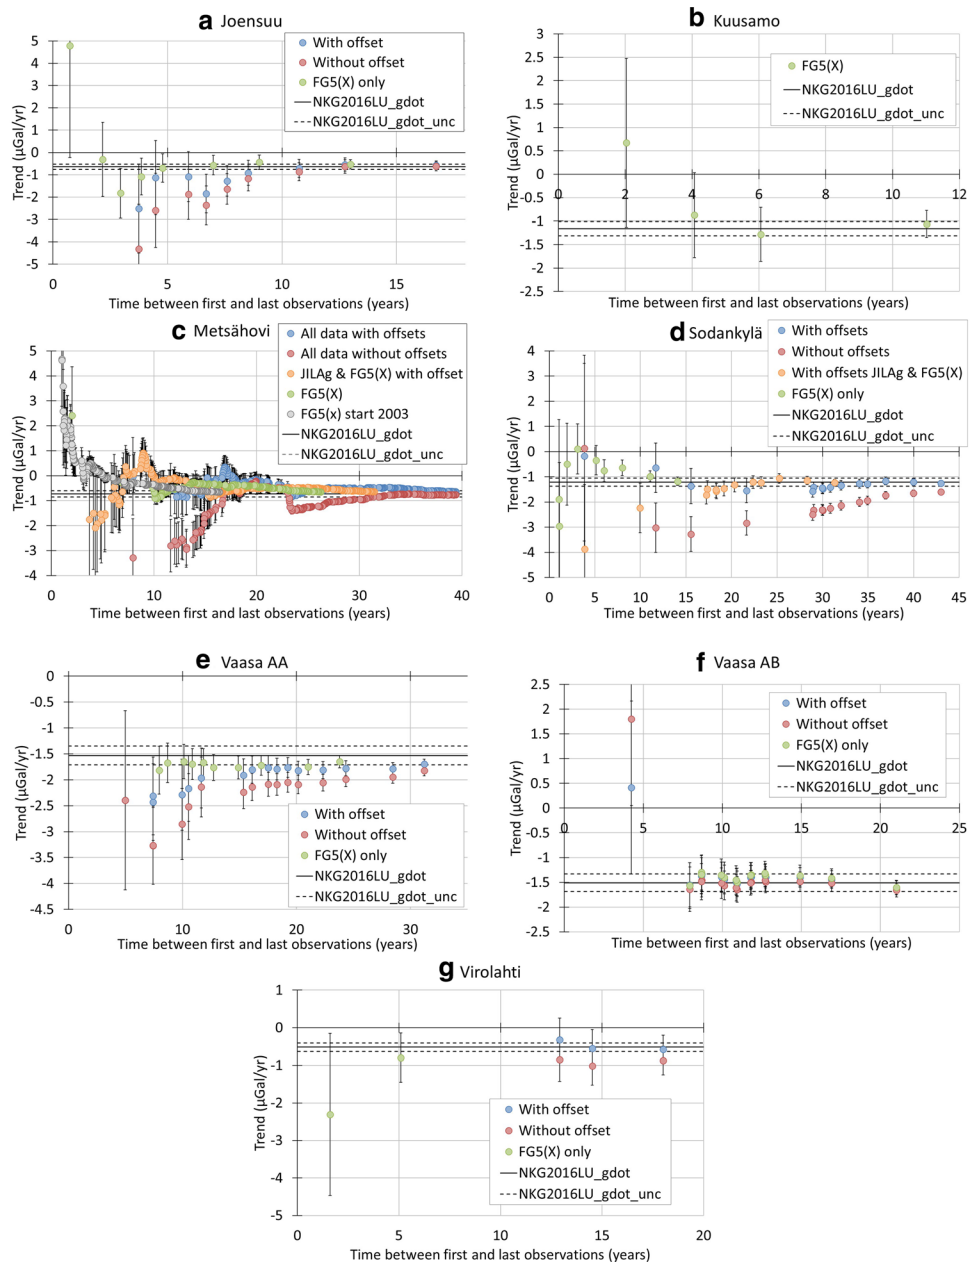 a Joensuu
5
4
3
2
1
0
-1
-2
-3
-4
-5
0
5
10
15
Trend (µGal/yr)
Time between first and last observations (years)
With offset
Without offset
FG5(X) only
NKG2016LU_gdot
NKG2016LU_gdot_unc
b Kuusamo
3
2.5
2
1.5
1
0.5
0
-0.5
-1
-1.5
-2
-2.5
0
2
4
6
8
10
12
Trend (µGal/yr)
Time between first and last observations (years)
FG5(X)
NKG2016LU_gdot
NKG2016LU_gdot_unc
c Metsähovi
5
4
3
2
1
0
-1
-2
-3
-4
0
10
20
30
40
Trend (µGal/yr)
Time between first and last observations (years)
All data with offsets
All data without offsets
JILAg & FG5(X) with offset
FG5(X)
FG5(x) start 2003
NKG2016LU_gdot
NKG2016LU_gdot_unc
d Sodankylä
4
3
2
1
0
-1
-2
-3
-4
-5
0
5
10
15
20
25
30
35
40
45
Trend (µGal/yr)
Time between first and last observations (years)
With offsets
Without offsets
With offsets JILAg & FG5(X)
FG5(X) only
NKG2016LU_gdot
NKG2016LU_gdot_unc
e Vaasa AA
0
-0.5
-1
-1.5
-2
-2.5
-3
-3.5
-4
-4.5
0
10
20
30
Trend (µGal/yr)
Time between first and last observations (years)
With offset
Without offset
FG5(X) only
NKG2016LU_gdot
NKG2016LU_gdot_unc
f Vaasa AB
2.5
2
1.5
1
0.5
0
-0.5
-1
-1.5
-2
-2.5
0
5
10
15
20
25
Trend (µGal/yr)
Time between first and last observations (years)
With offset
Without offset
FG5(X) only
NKG2016LU_gdot
NKG2016LU_gdot_unc
g Virolahti
1
0
-1
-2
-3
-4
-5
0
5
10
15
20
Trend (µGal/yr)
Time between first and last observations (years)
With offset
Without offset
FG5(X) only
NKG2016LU_gdot
NKG2016LU_gdot_unc